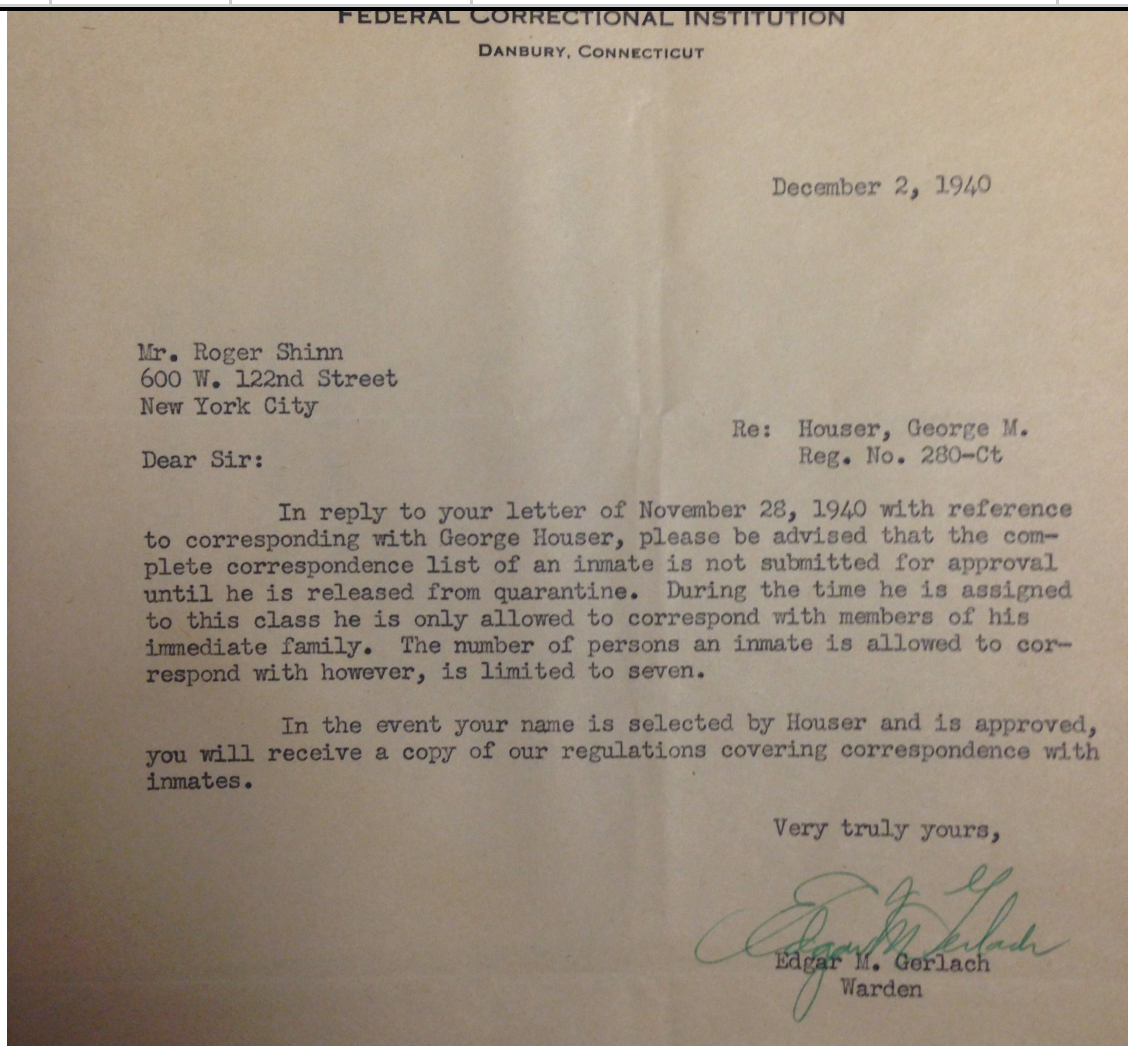 FEDERAL CORRECTIONAL INSTITUTION
DANBURY, CONNECTICUT
December 2, 1940
Mr. Roger Shinn
600 W. 122nd Street
New York City
Re: Houser, George M.
Reg. No. 280-Ct
Dear Sir:
In reply to your letter of November 28, 1940 with reference
to corresponding with George Houser, please be advised that the com-
plete correspondence list of an inmate is not submitted for approval
until he is released from quarantine. During the time he is assigned
to this class he is only allowed to correspond with members of his
immediate family. The number of persons an inmate is allowed to cor-
respond with however, is limited to seven.
In the event your name is selected by Houser and is approved,
you will receive a copy of our regulations covering correspondence with
inmates.
Very truly yours,
Edgar M Gerlach
Edgar M. Gerlach
Warden